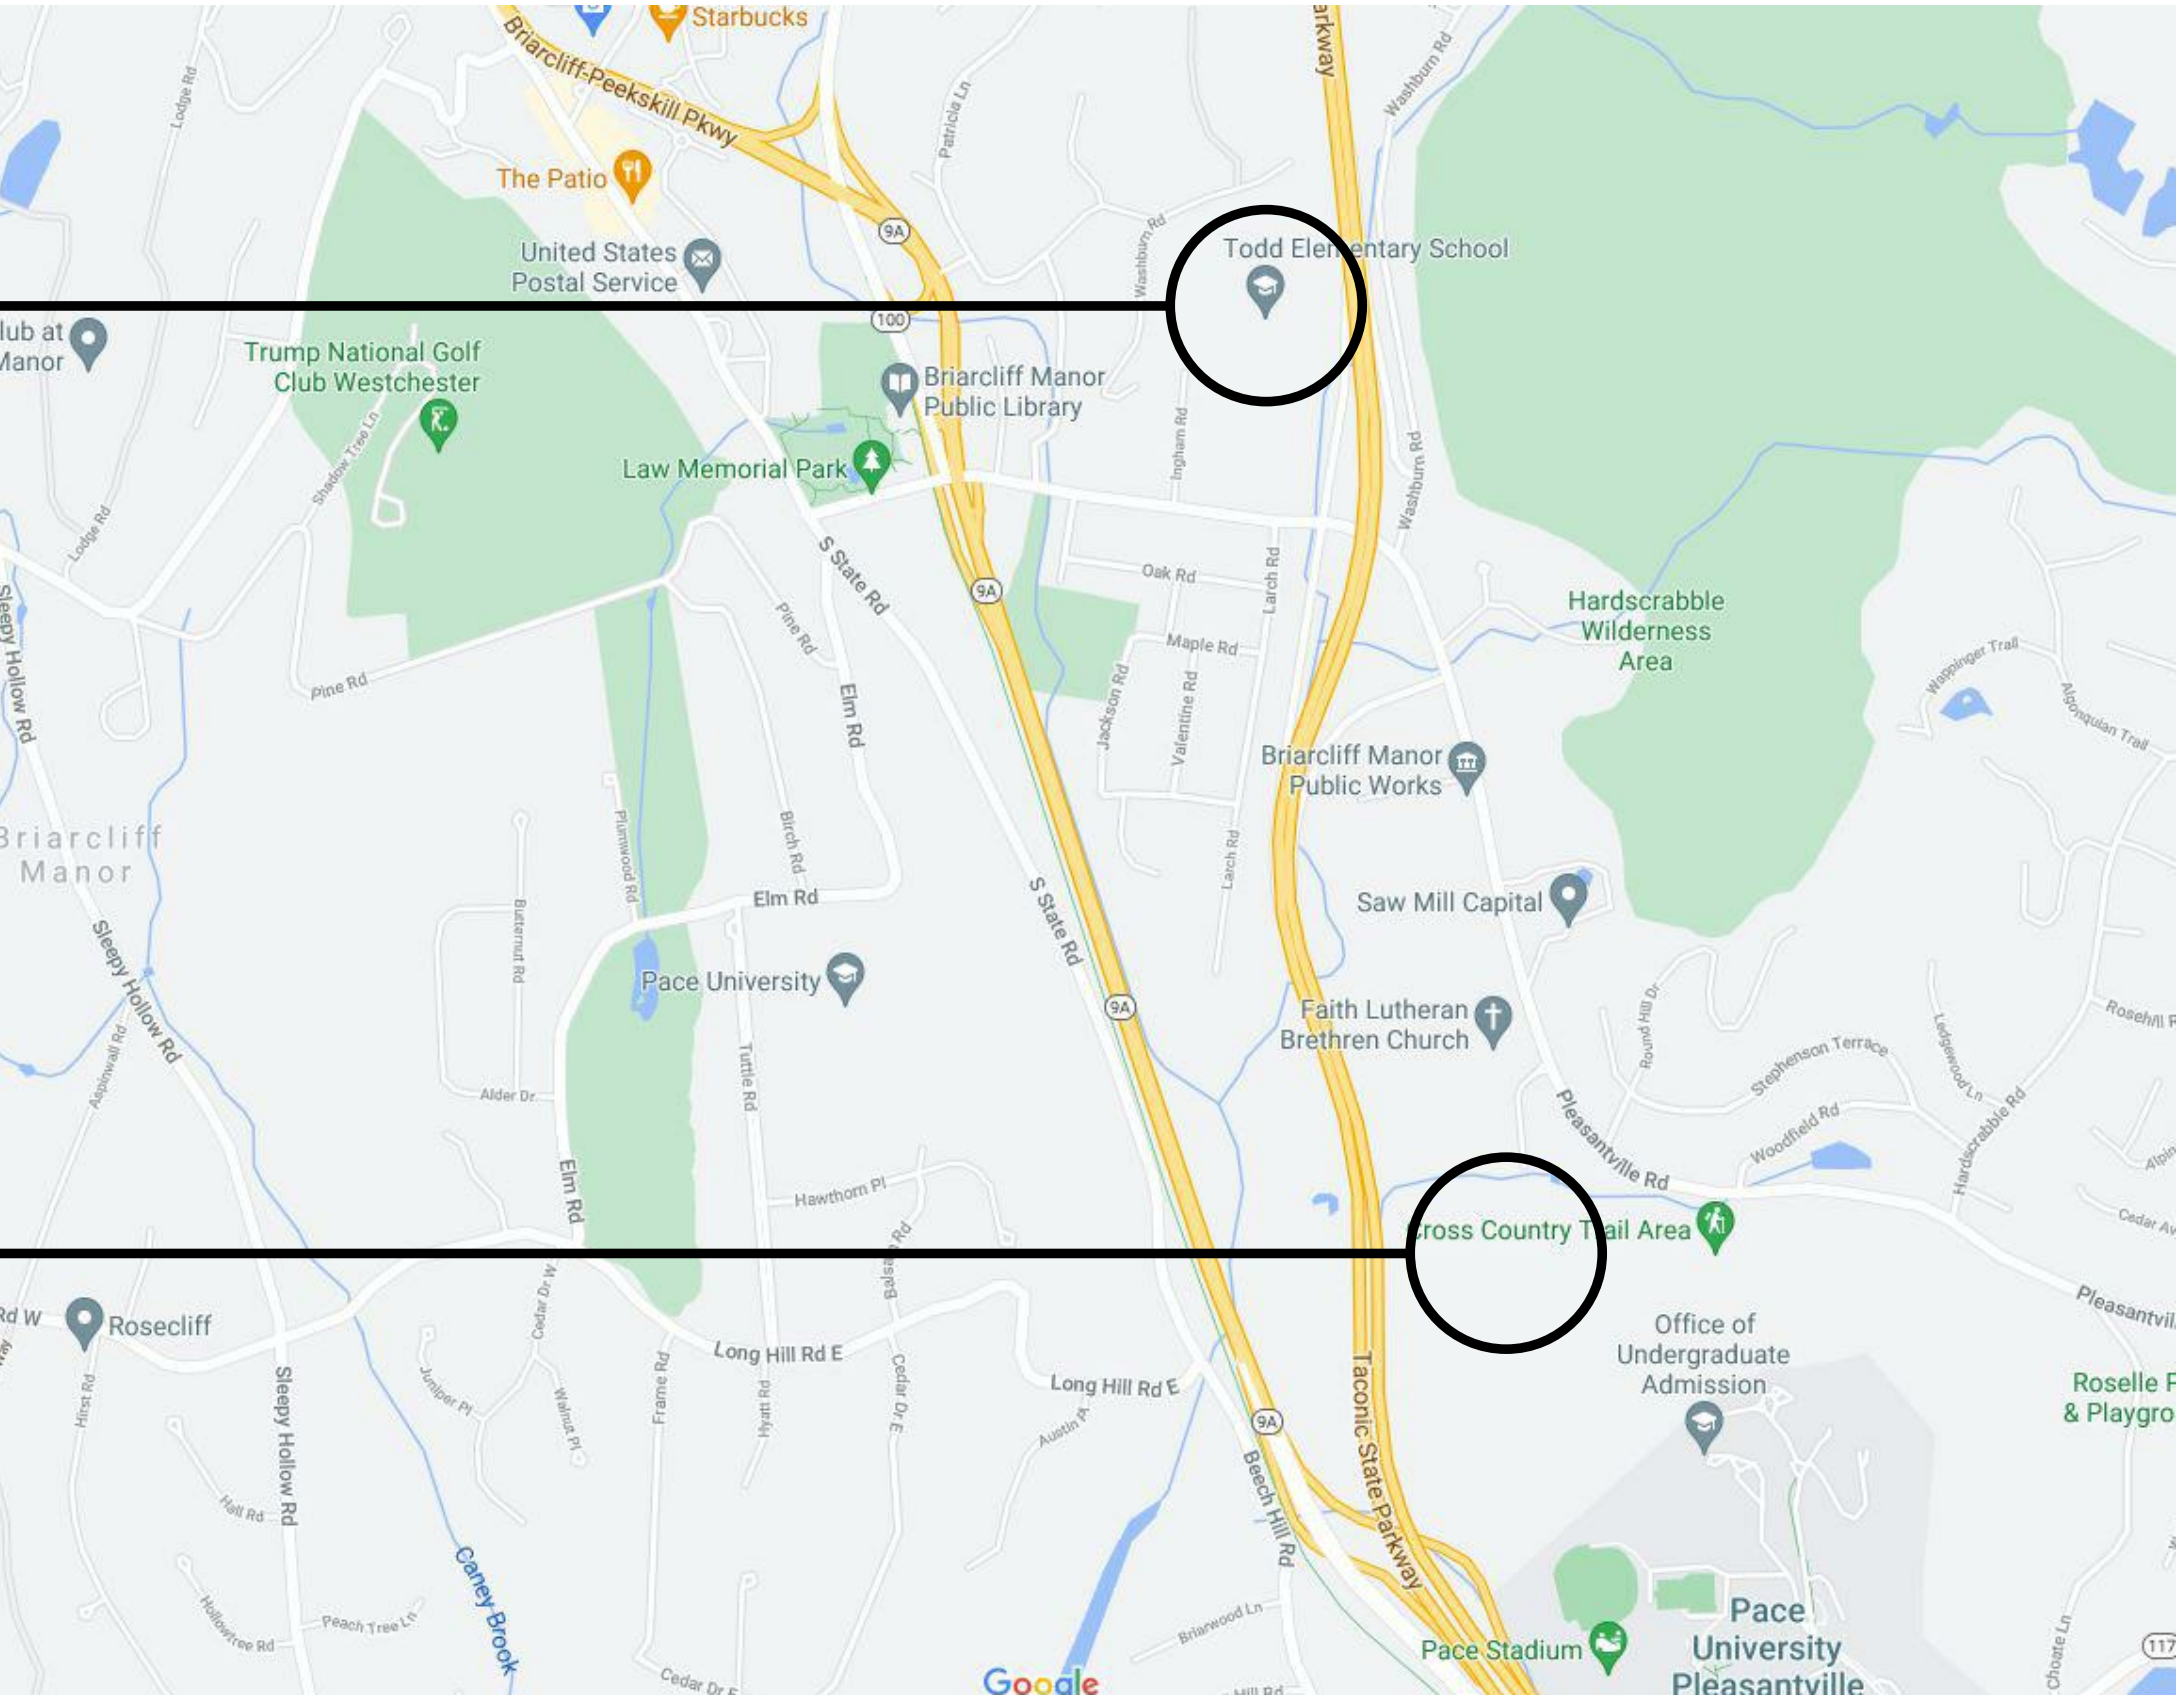 Starbucks
Briarcliff-Peekskill Pkwy
arkway
Washburn Rd
Lodge Rd
Patricia Ln
The Patio
9A
United States
Postal Service
Washburn Rd
Todd Elementary School
100
lub at
Manor
Trump National Golf
Club Westchester
Briarcliff Manor
Public Library
Shadow Tree Ln
Ingham Rd
Law Memorial Park
Washburn Rd
Lodge Rd
S State Rd
Oak Rd
Larch Rd
9A
Hardscrabble
Wilderness
Area
Sleepy Hollow Rd
Pine Rd
Maple Rd
Wappinger Trail
Pine Rd
Elm Rd
Jackson Rd
Valentine Rd
Algonquian Trail
Briarcliff Manor
Public Works
Briarcliff
Manor
Plumwood Rd
Birch Rd
Larch Rd
Elm Rd
S State Rd
Saw Mill Capital
Butternut Rd
Sleepy Hollow Rd
Pace University
9A
Faith Lutheran
Brethren Church
Round Hill Dr
Stephenson Terrace
Ledgewood Ln
Rosehill R
Aspinwall Rd
Alder Dr
Tuttle Rd
Pleasantville Rd
Woodfield Rd
Hardscrabble Rd
Alpin
Elm Rd
Hawthorn Pl
Cross Country Trail Area
Cedar Av
Balsam Rd
Cedar Dr W
Rd W
Rosecliff
way
Long Hill Rd E
Office of
Undergraduate
Admission
Pleasantvil
Juniper Pl
Walnut Pl
Frame Rd
Hyatt Rd
Cedar Dr E
Long Hill Rd E
Austin Pl
Taconic State Parkway
Roselle P
& Playgro
Hirst Rd
Sleepy Hollow Rd
9A
Beech Hill Rd
Hall Rd
Caney Brook
Hollowtree Rd
Peach Tree Ln
Briarwood Ln
Pace Stadium
Pace
University
Pleasantville
Choate Ln
117
Cedar Dr E
Google
Hill Rd